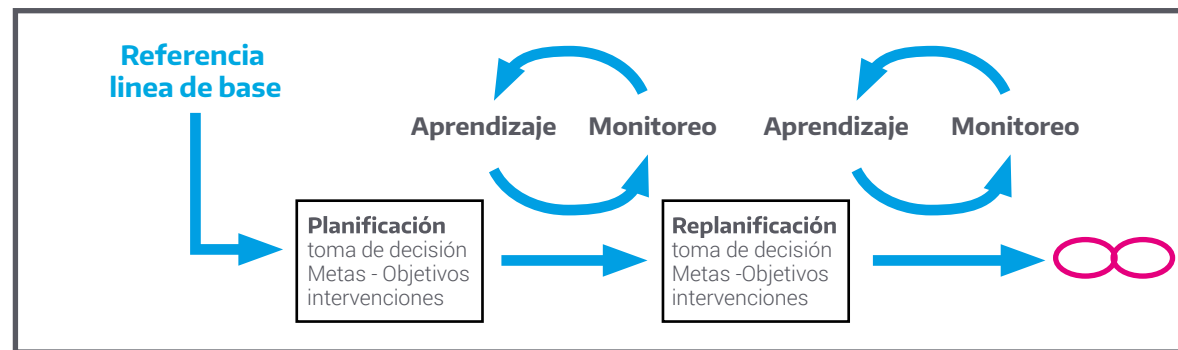 Referencia
linea de base
Aprendizaje Monitoreo Aprendizaje Monitoreo
Planificación
toma de decisión
Metas - Objetivos
intervenciones
Replanificación
toma de decisión
Metas -Objetivos
intervenciones